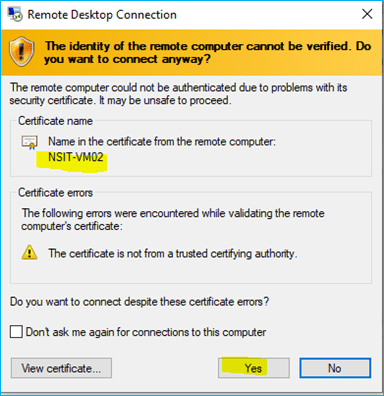 Remote Desktop Connection
The identity of the remote computer cannot be verified. Do
you want to connect anyway?
The remote computer could not be authenticated due to problems with its
security certificate. It may be unsafe to proceed.
Certificate name
Name in the certificate from the remote computer:
NSIT-VM02
Certificate errors
The following errors were encountered while validating the remote
computer's certificate:
The certificate is not from a trusted certifying authority.
Do you want to connect despite these certificate errors?
Don't ask me again for connections to this computer
View certificate... Yes No